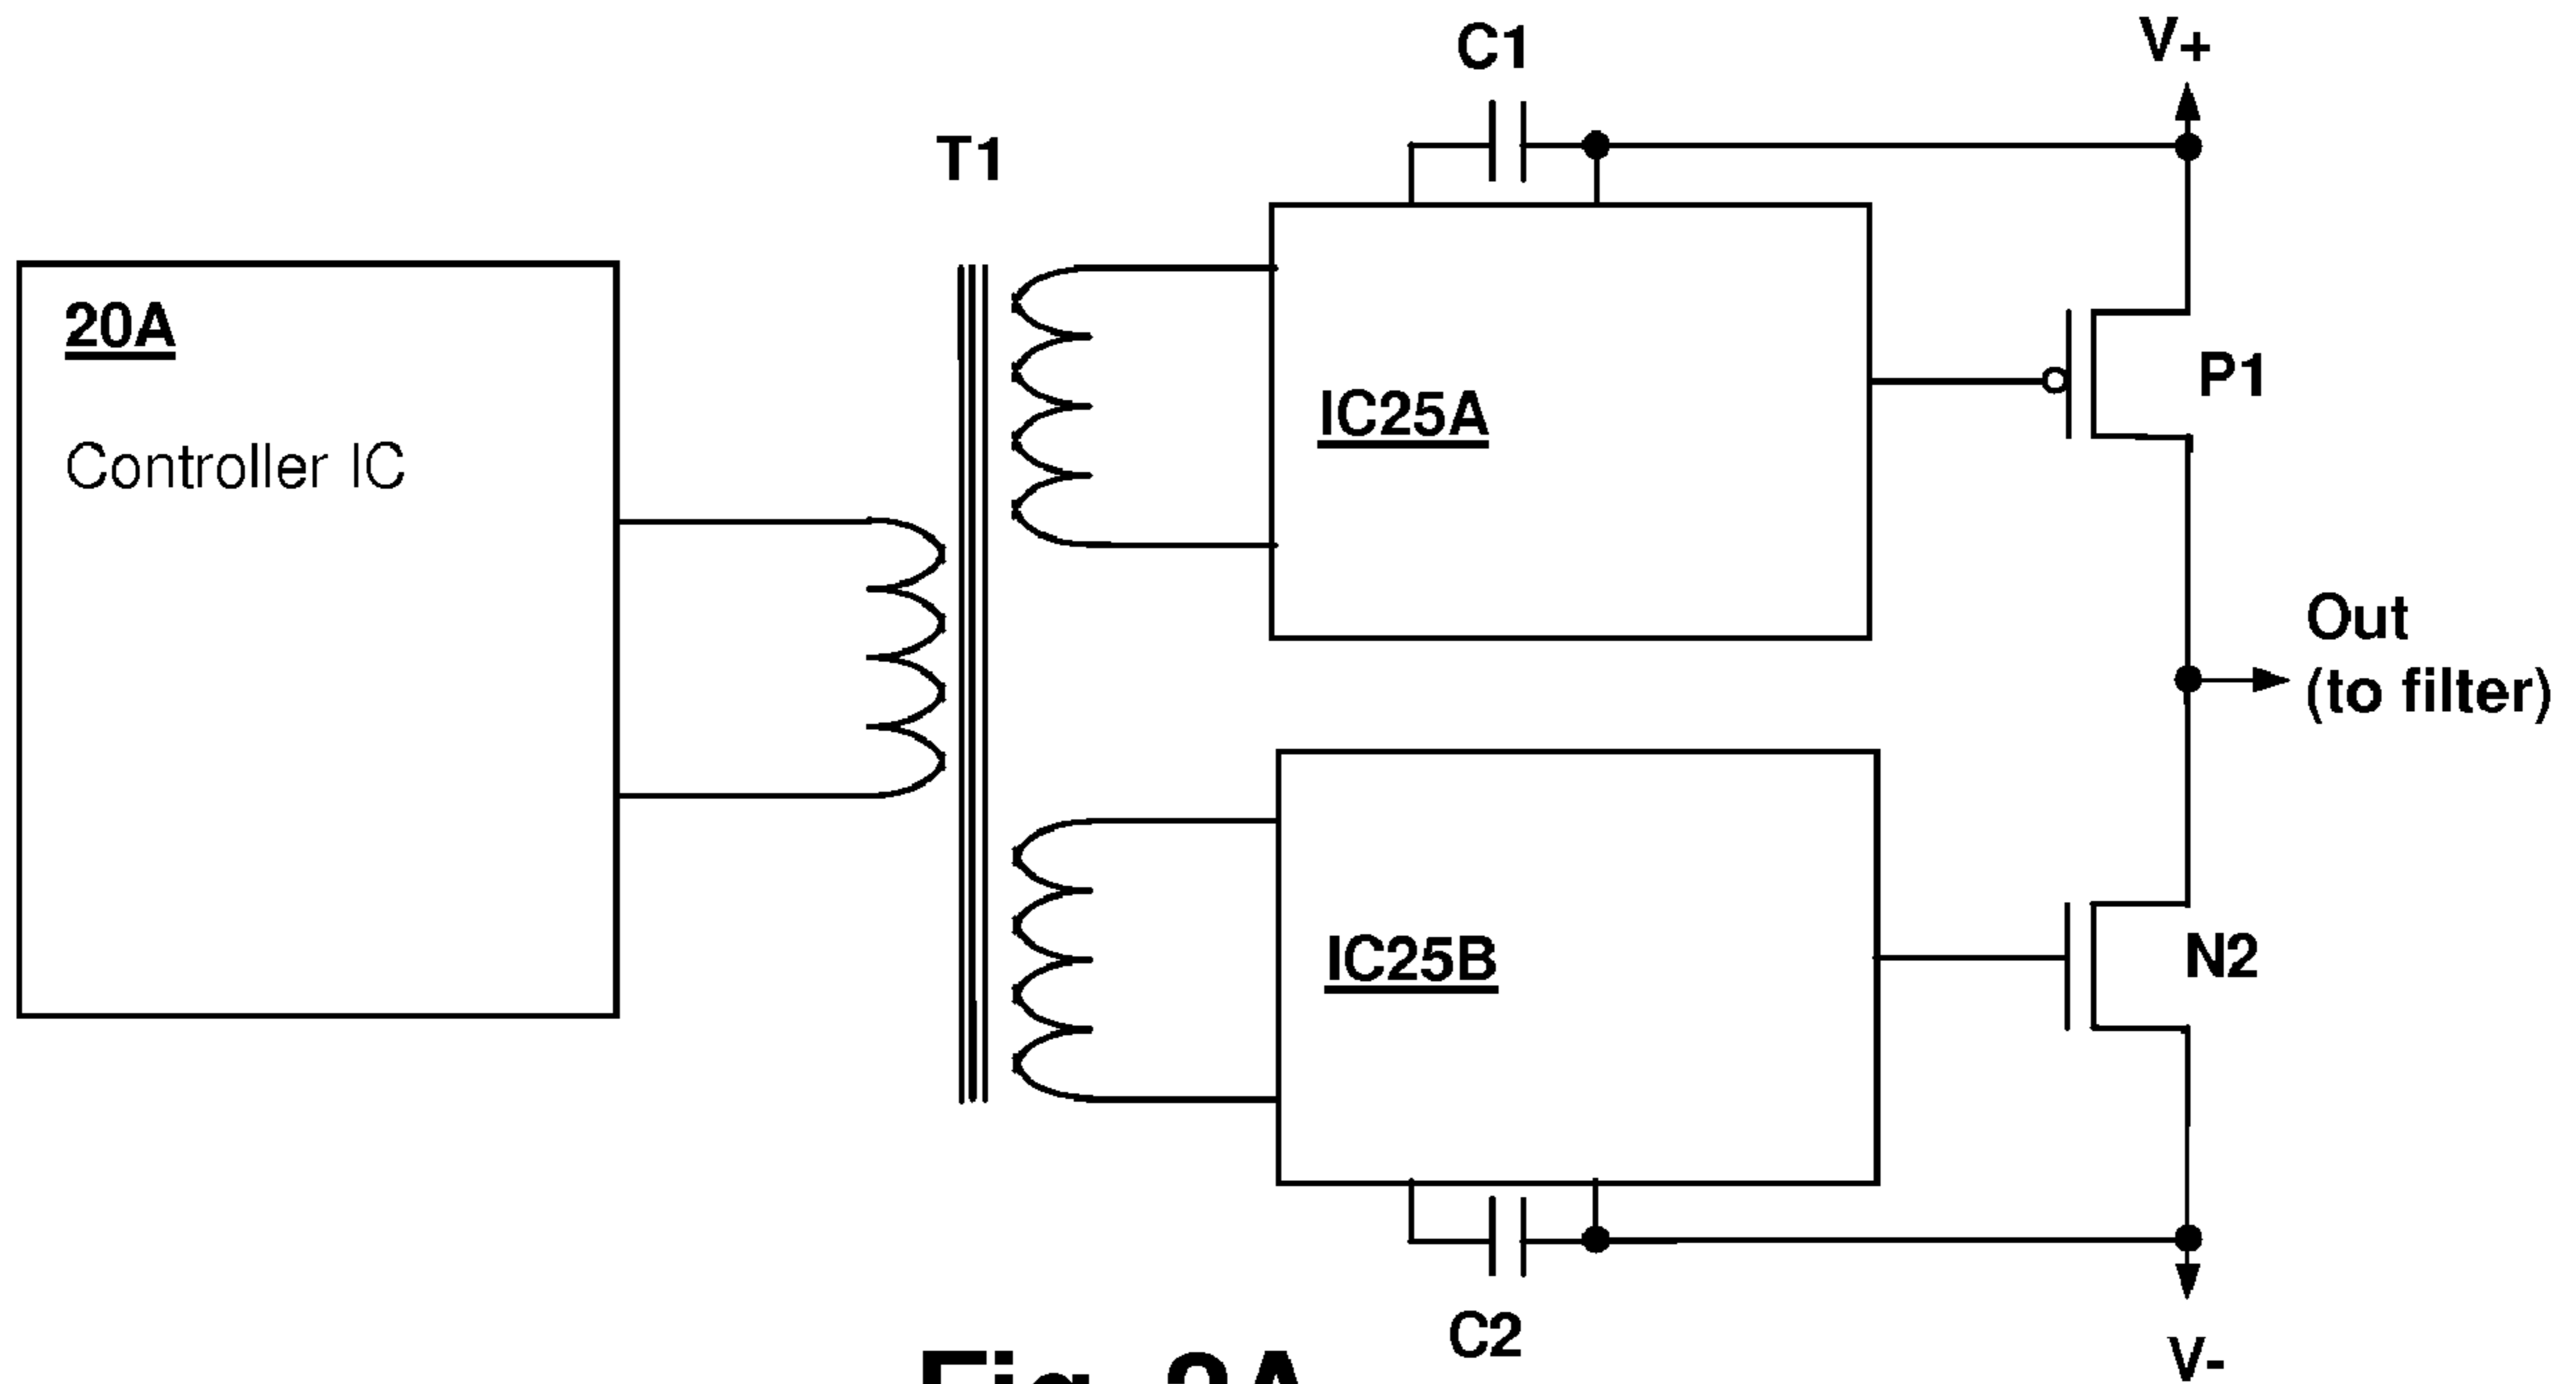 C1
V+
T1
20A
Controller IC
IC25A
P1
Out
(to filter)
IC25B
N2
C2
V-